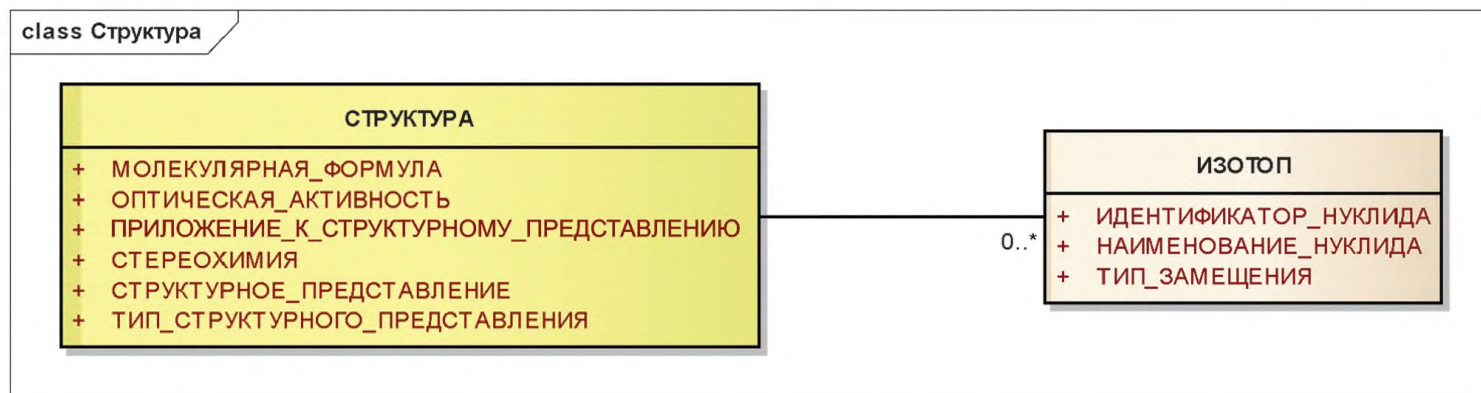 class Структура
СТРУКТУРА
+ МОЛЕКУЛЯРНАЯ_ФОРМУЛА
+ ОПТИЧЕСКАЯ_АКТИВНОСТЬ
+ ПРИЛОЖЕНИЕ_К_СТРУКТУРНОМУ_ПРЕДСТАВЛЕНИЮ
+ СТЕРЕОХИМИЯ
+ СТРУКТУРНОЕ_ПРЕДСТАВЛЕНИЕ
+ ТИП_СТРУКТУРНОГО_ПРЕДСТАВЛЕНИЯ
0..*
ИЗОТОП
+ ИДЕНТИФИКАТОР_НУКЛИДА
+ НАИМЕНОВАНИЕ_НУКЛИДА
+ ТИП_ЗАМЕЩЕНИЯ